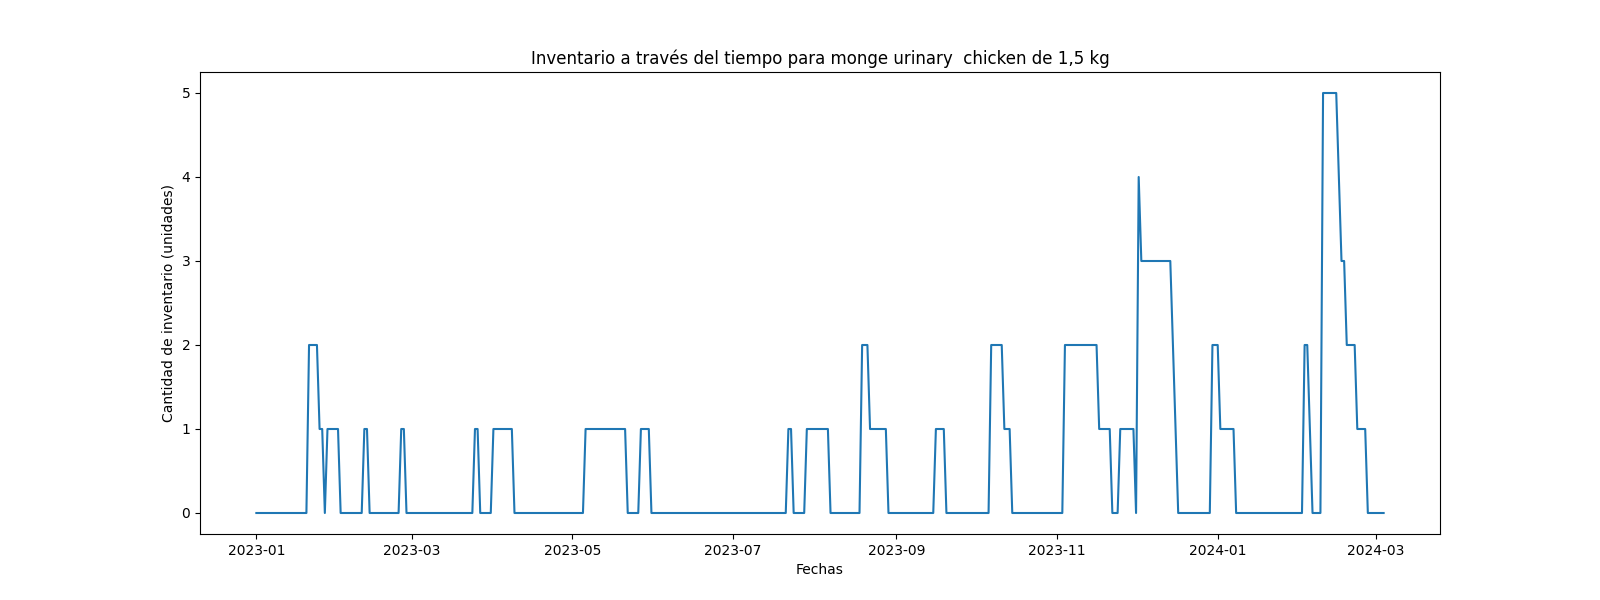 Inventario a través del tiempo para monge urinary  chicken de 1,5 kg
Cantidad de inventario (unidades)
5
4
3
2
1
0
2023-01 2023-03 2023-05 2023-07 2023-09 2023-11 2024-01 2024-03
Fechas